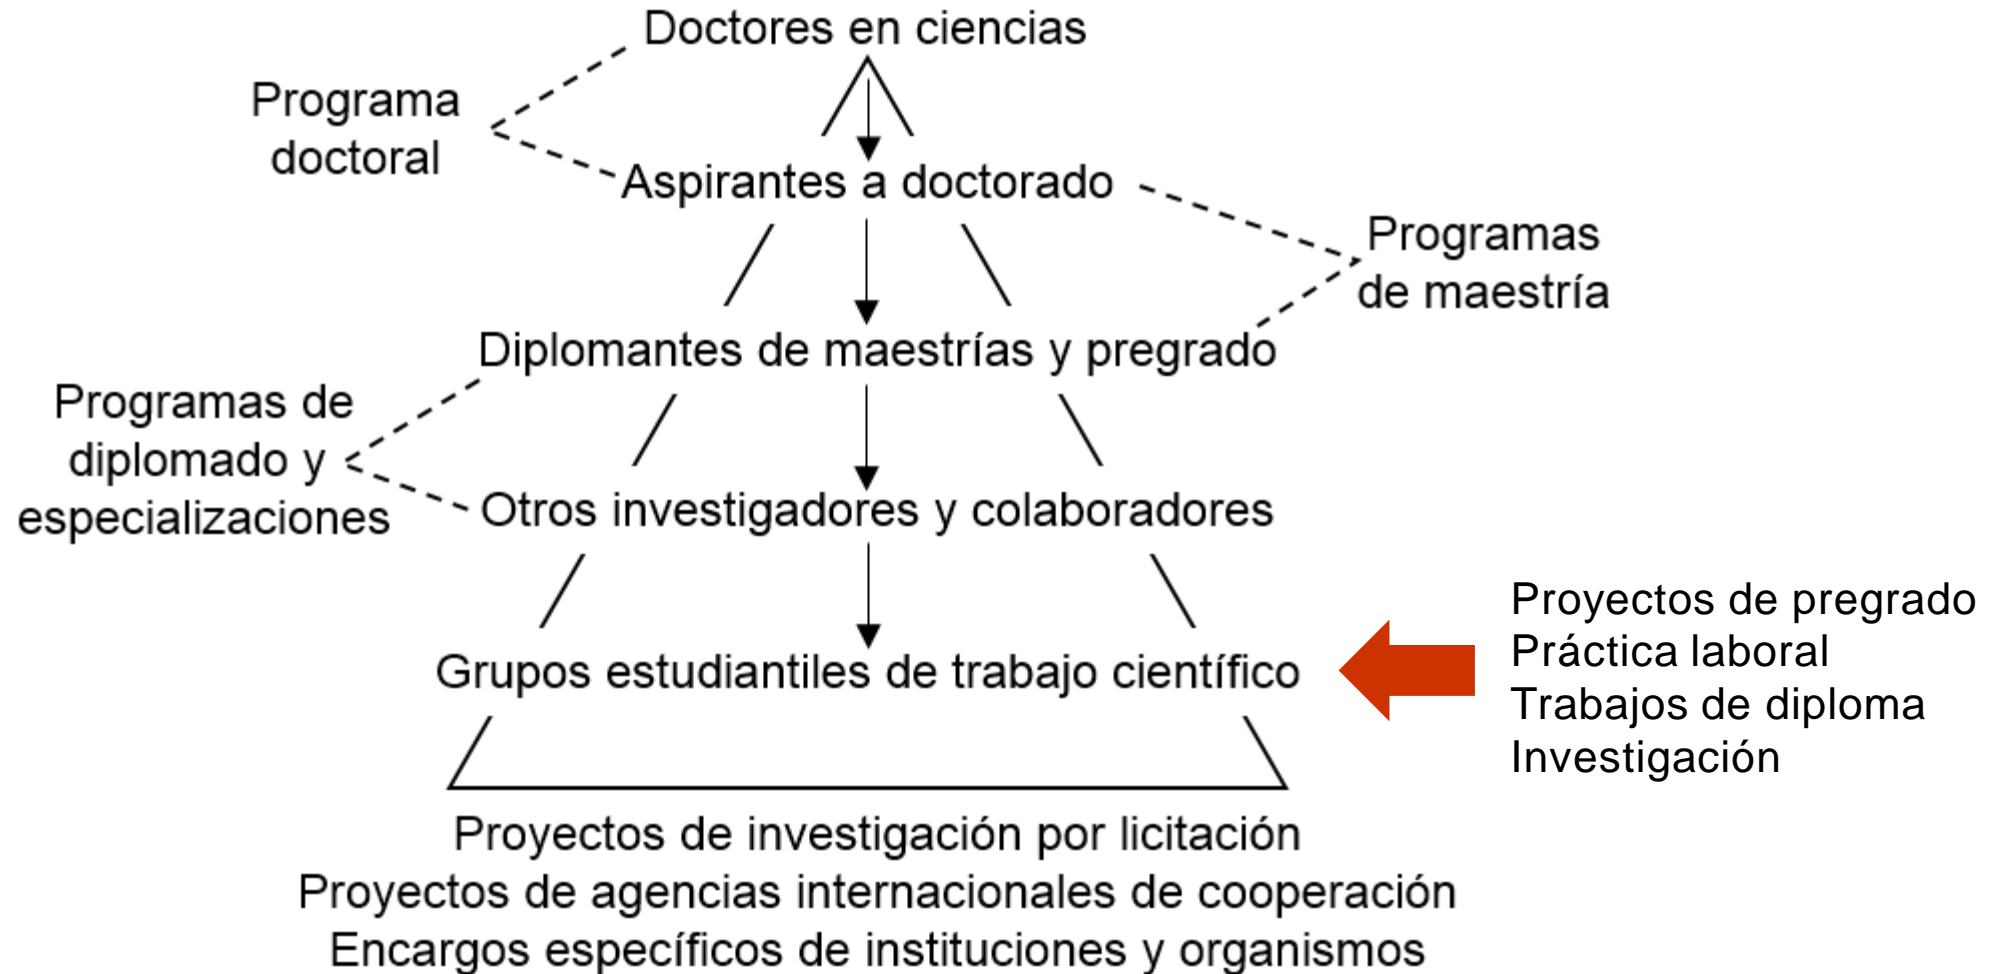 Doctores en ciencias
Programa
doctoral
Aspirantes a doctorado
Programas
de maestría
Diplomantes de maestrías y pregrado
Programas de
diplomado y
especializaciones
Otros investigadores y colaboradores
Proyectos de pregrado
Práctica laboral
Trabajos de diploma
Investigación
Grupos estudiantiles de trabajo científico
Proyectos de investigación por licitación
Proyectos de agencias internacionales de cooperación
Encargos específicos de instituciones y organismos